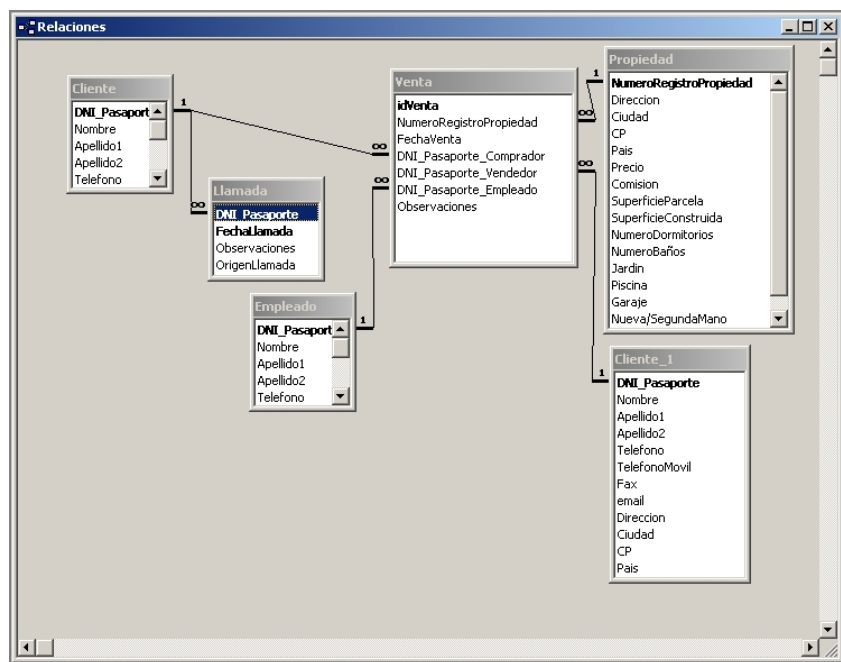 Relaciones
Cliente
DNI_Pasaport
Nombre
Apellido1
Apellido2
Telefono
1
∞
Llamada
DNI_Pasaporte
FechaLlamada
Observaciones
OrigenLlamada
Empleado
DNI_Pasaport
Nombre
Apellido1
Apellido2
Telefono
1
Venta
idVenta
NumeroRegistroPropiedad
FechaVenta
DNI_Pasaporte_Comprador
DNI_Pasaporte_Vendedor
DNI_Pasaporte_Empleado
Observaciones
∞
∞
∞
∞
1
Propiedad
NumeroRegistroPropiedad
Direccion
Ciudad
CP
Pais
Precio
Comision
SuperficieParcela
SuperficieConstruida
NumeroDormitorios
NumeroBaños
Jardin
Piscina
Garaje
Nueva/SegundaMano
1
Cliente_1
DNI_Pasaporte
Nombre
Apellido1
Apellido2
Telefono
TelefonoMovil
Fax
email
Direccion
Ciudad
CP
Pais